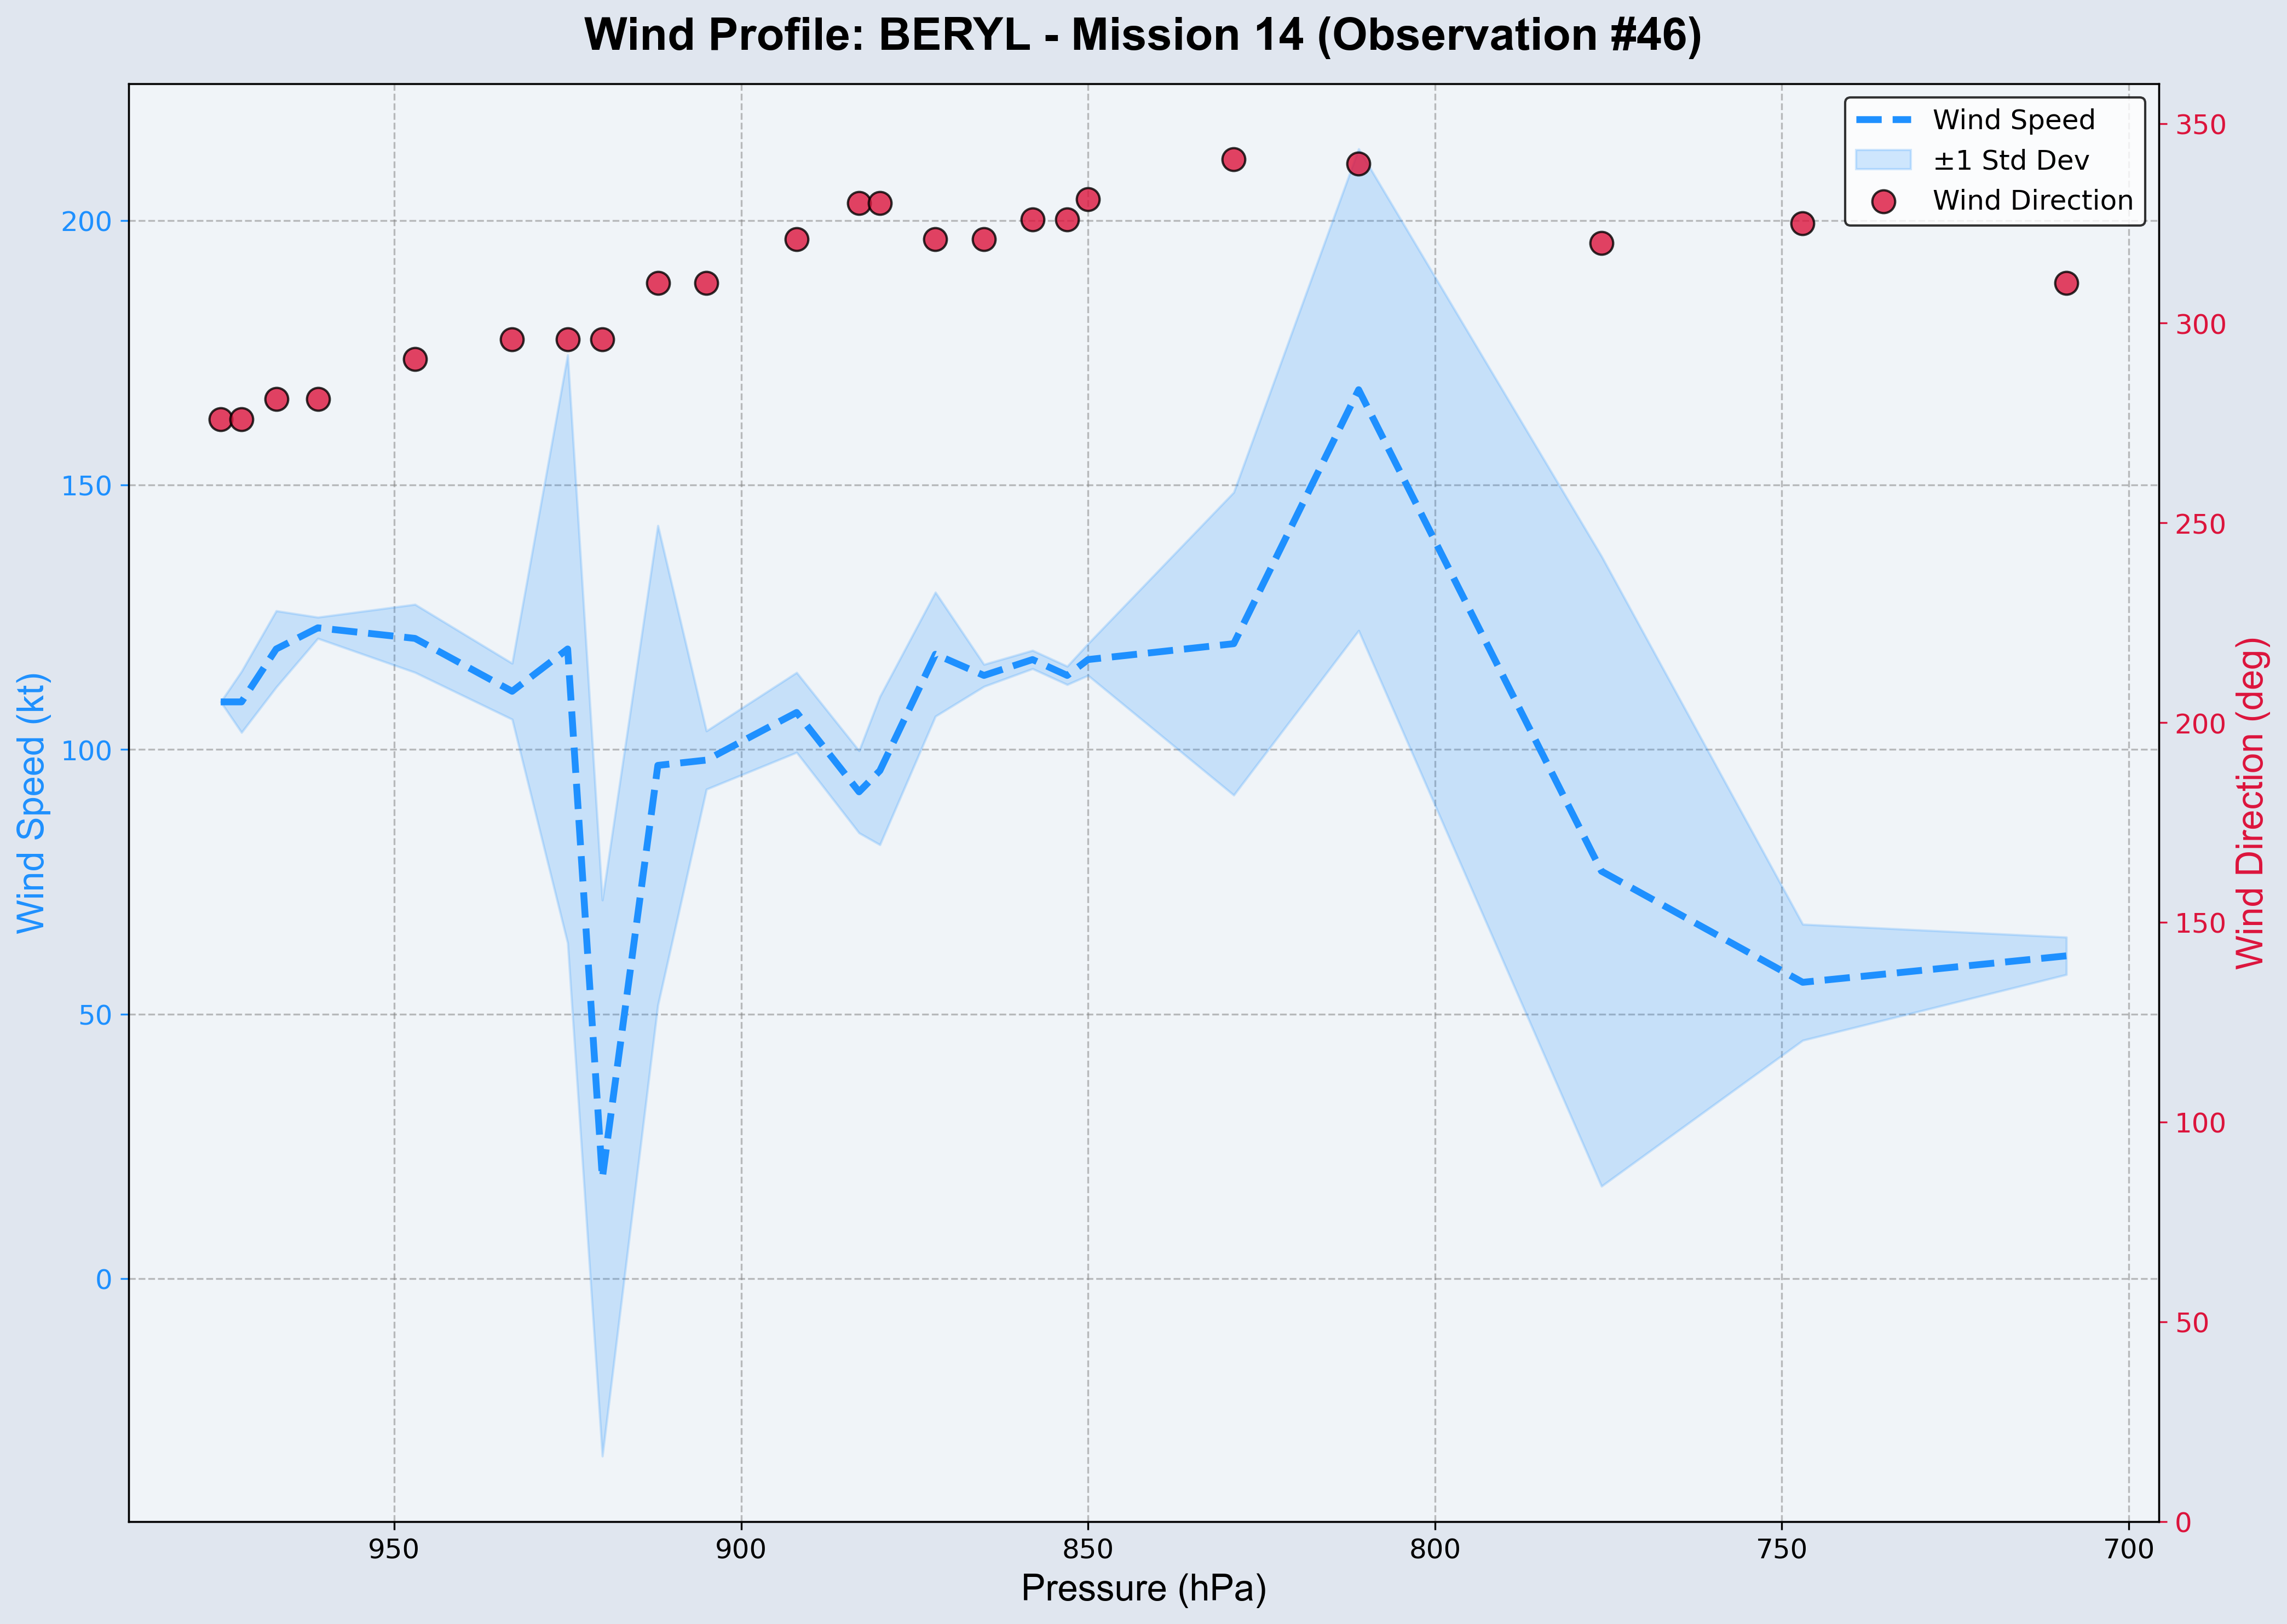 Wind Profile: BERYL - Mission 14 (Observation #46)
Wind Speed
±1 Std Dev
Wind Direction
Wind Speed (kt)
200
150
100
50
0
350
300
250
200
150
100
50
0
Wind Direction (deg)
950 900 850 800 750 700
Pressure (hPa)